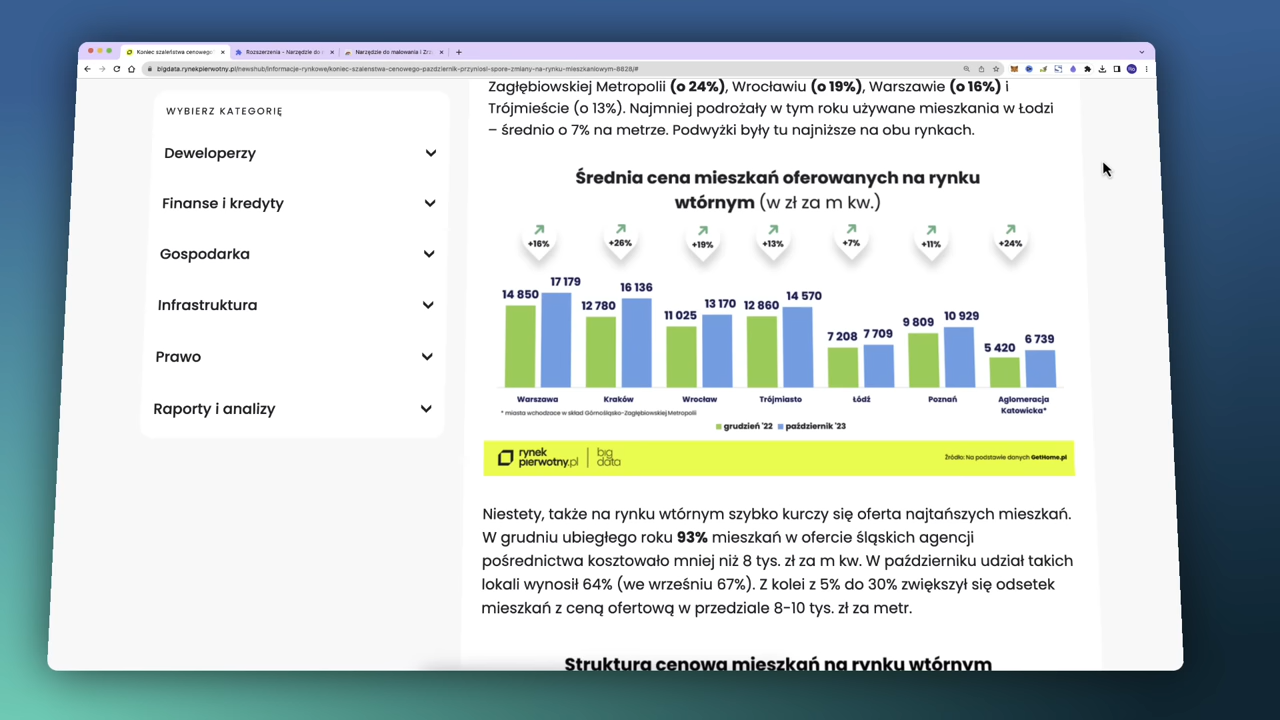 Koniec szaleństwa cenowego
Rozszerzenia – Narzędzie do
Narzędzie do malowania i Zrz
bigdata.rynekpierwotny.pl/newshub/informacje-rynkowe/koniec-szalenstwa-cenowego-pazdziernik-przyniosl-spore-zmiany-na-rynku-mieszkaniowym-8828/#
WYBIERZ KATEGORIĘ
Deweloperzy
Finanse i kredyty
Gospodarka
Infrastruktura
Prawo
Raporty i analizy
Zagłębiowskiej Metropolii (o 24%), Wrocławiu (o 19%), Warszawie (o 16%) i
Trójmieście (o 13%). Najmniej podrożały w tym roku używane mieszkania w Łodzi
– średnio o 7% na metrze. Podwyżki były tu najniższe na obu rynkach.
Średnia cena mieszkań oferowanych na rynku
wtórnym (w zł za m kw.)
+16% +26% +19% +13% +7% +11% +24%
14 850 17 179 12 780 16 136 11 025 13 170 12 860 14 570 7 208 7 709 9 809 10 929 5 420 6 739
Warszawa Kraków Wrocław Trójmiasto Łódź Poznań Aglomeracja
Katowicka*
* miasta wchodzace w skład Górnośląsko-Zagłębiowskiej Metropolii
grudzień '22 październik '23
rynek
pierwotny.pl
big
data
Źródło: Na podstawie danych GetHome.pl
Niestety, także na rynku wtórnym szybko kurczy się oferta najtańszych mieszkań.
W grudniu ubiegłego roku 93% mieszkań w ofercie śląskich agencji
pośrednictwa kosztowało mniej niż 8 tys. zł za m kw. W październiku udział takich
lokali wynosił 64% (we wrześniu 67%). Z kolei z 5% do 30% zwiększył się odsetek
mieszkań z ceną ofertową w przedziale 8-10 tys. zł za metr.
Struktura cenowa mieszkań na rynku wtórnym